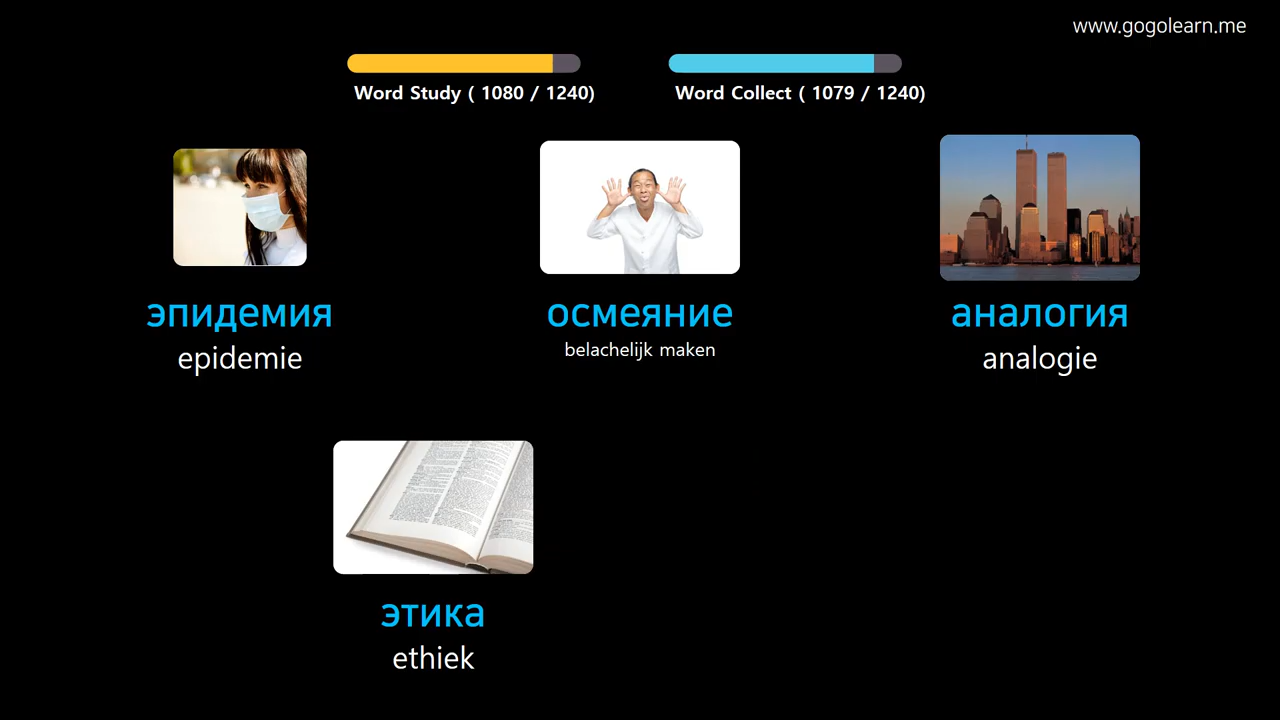 www.gogolearn.me
Word Study ( 1080 / 1240)
Word Collect ( 1079 / 1240)
эпидемия
epidemie
осмеяние
belachelijk maken
аналогия
analogie
этика
ethiek